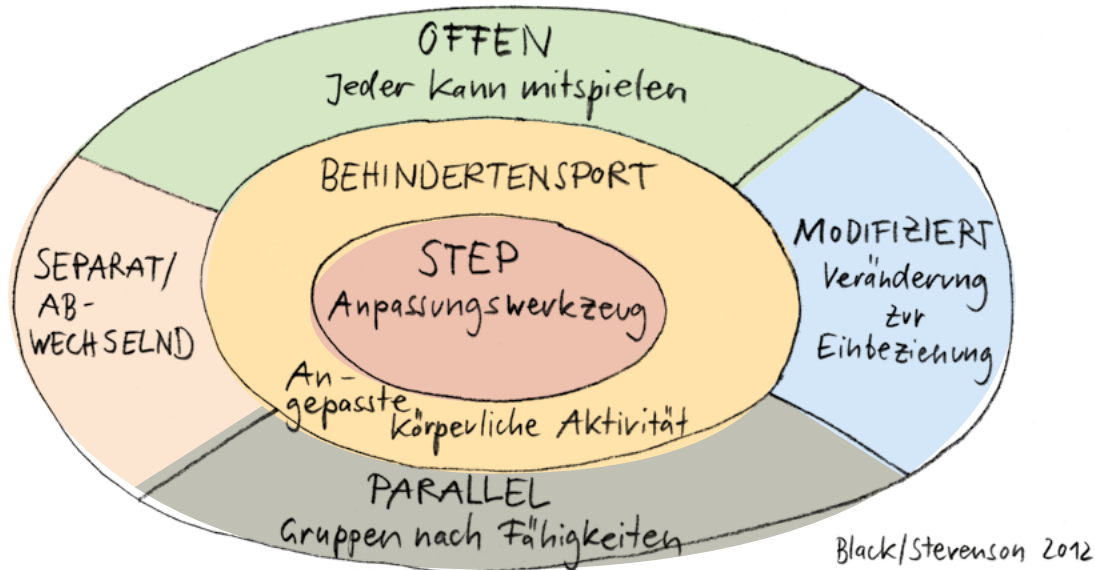 OFFEN
Jeder kann mitspielen
BEHINDERTENSPORT
STEP
Anpassungswerkzeug
An-
gepasste
körperliche Aktivität
SEPARAT/
AB-
WECHSELND
MODIFIZIERT
Veränderung
zur
Einbeziehung
PARALLEL
Gruppen nach Fähigkeiten
Black/Stevenson 2012